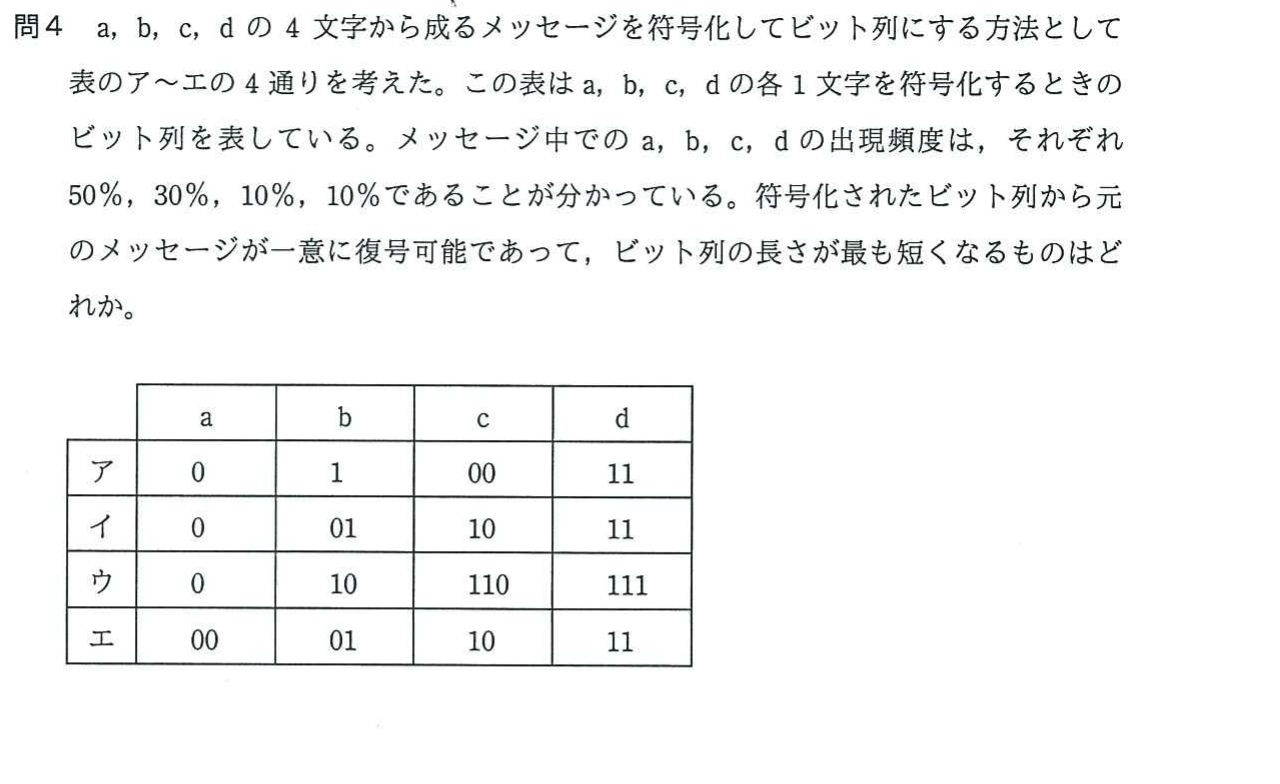 問4 a，b，c，d の 4 文字から成るメッセージを符号化してビット列にする方法として
表のア～エの 4 通りを考えた。この表は a，b，c，d の各 1 文字を符号化するときの
ビット列を表している。メッセージ中での a，b，c，d の出現頻度は，それぞれ
50％，30％，10％，10％であることが分かっている。符号化されたビット列から元
のメッセージが一意に復号可能であって，ビット列の長さが最も短くなるものはど
れか。
a b c d
ア 0 1 00 11
イ 0 01 10 11
ウ 0 10 110 111
エ 00 01 10 11